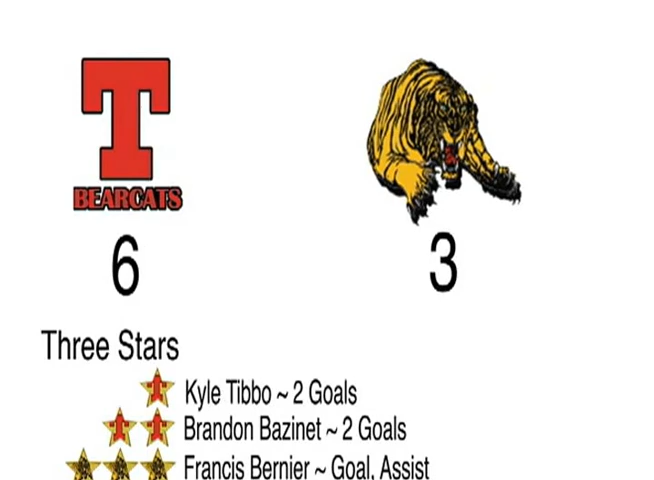 T
BEARCATS
6
3
Three Stars
Kyle Tibbo ~ 2 Goals
Brandon Bazinet ~ 2 Goals
Francis Bernier ~ Goal, Assist